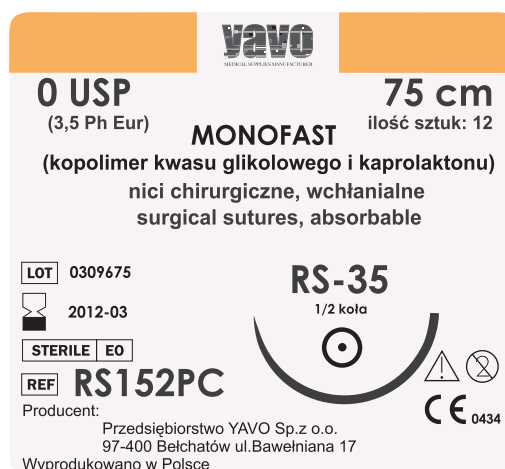 yavo
MEDICAL SUPPLIES MANUFACTURER
0 USP
(3,5 Ph Eur)
75 cm
ilość sztuk: 12
MONOFAST
(kopolimer kwasu glikolowego i kaprolaktonu)
nici chirurgiczne, wchłanialne
surgical sutures, absorbable
LOT 0309675
2012-03
STERILE EO
REF RS152PC
RS-35
1/2 koła
2
CE 0434
Producent:
Przedsiębiorstwo YAVO Sp.z o.o.
97-400 Bełchatów ul.Bawełniana 17
Wyprodukowano w Polsce